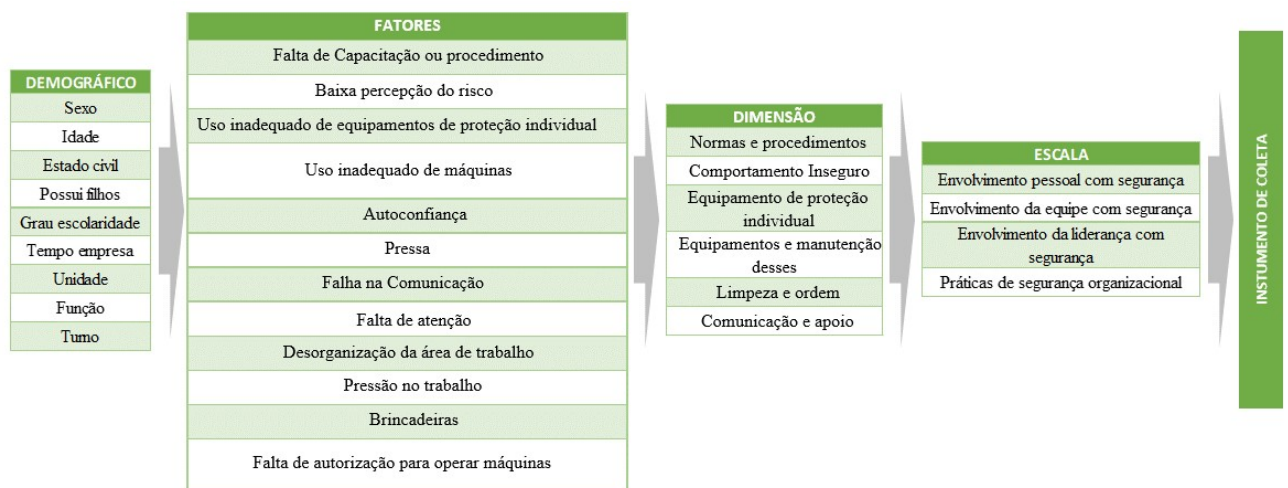 DEMOGRÁFICO
Sexo
Idade
Estado civil
Possui filhos
Grau escolaridade
Tempo empresa
Unidade
Função
Turno
FATORES
Falta de Capacitação ou procedimento
Baixa percepção do risco
Uso inadequado de equipamentos de proteção individual
Uso inadequado de máquinas
Autoconfiança
Pressa
Falha na Comunicação
Falta de atenção
Desorganização da área de trabalho
Pressão no trabalho
Brincadeiras
Falta de autorização para operar máquinas
DIMENSÃO
Normas e procedimentos
Comportamento Inseguro
Equipamento de proteção
individual
Equipamentos e manutenção
desses
Limpeza e ordem
Comunicação e apoio
ESCALA
Envolvimento pessoal com segurança
Envolvimento da equipe com segurança
Envolvimento da liderança com
segurança
Práticas de segurança organizacional
INSTUMENTO DE COLETA